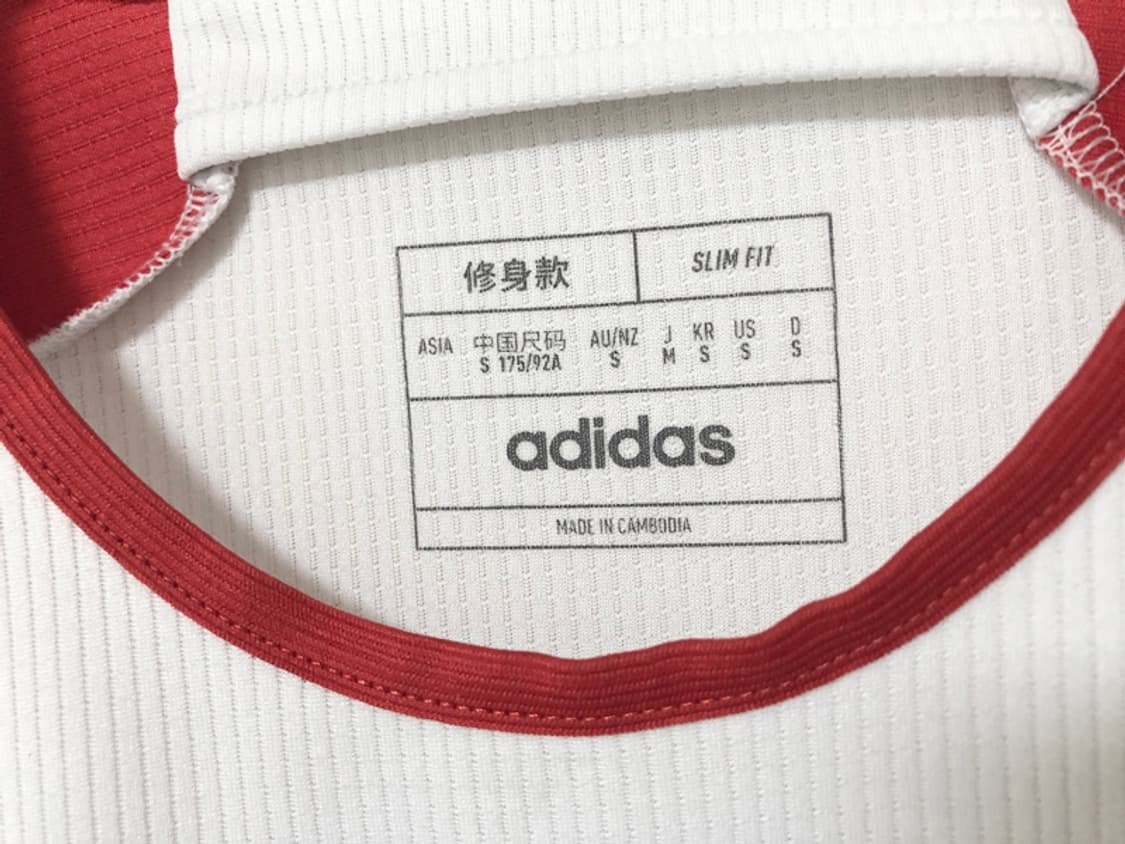 修身款 SLIM FIT
ASIA 中国尺码 AU/NZ J KR US D
S 175/92A S M S S S
adidas
MADE IN CAMBODIA